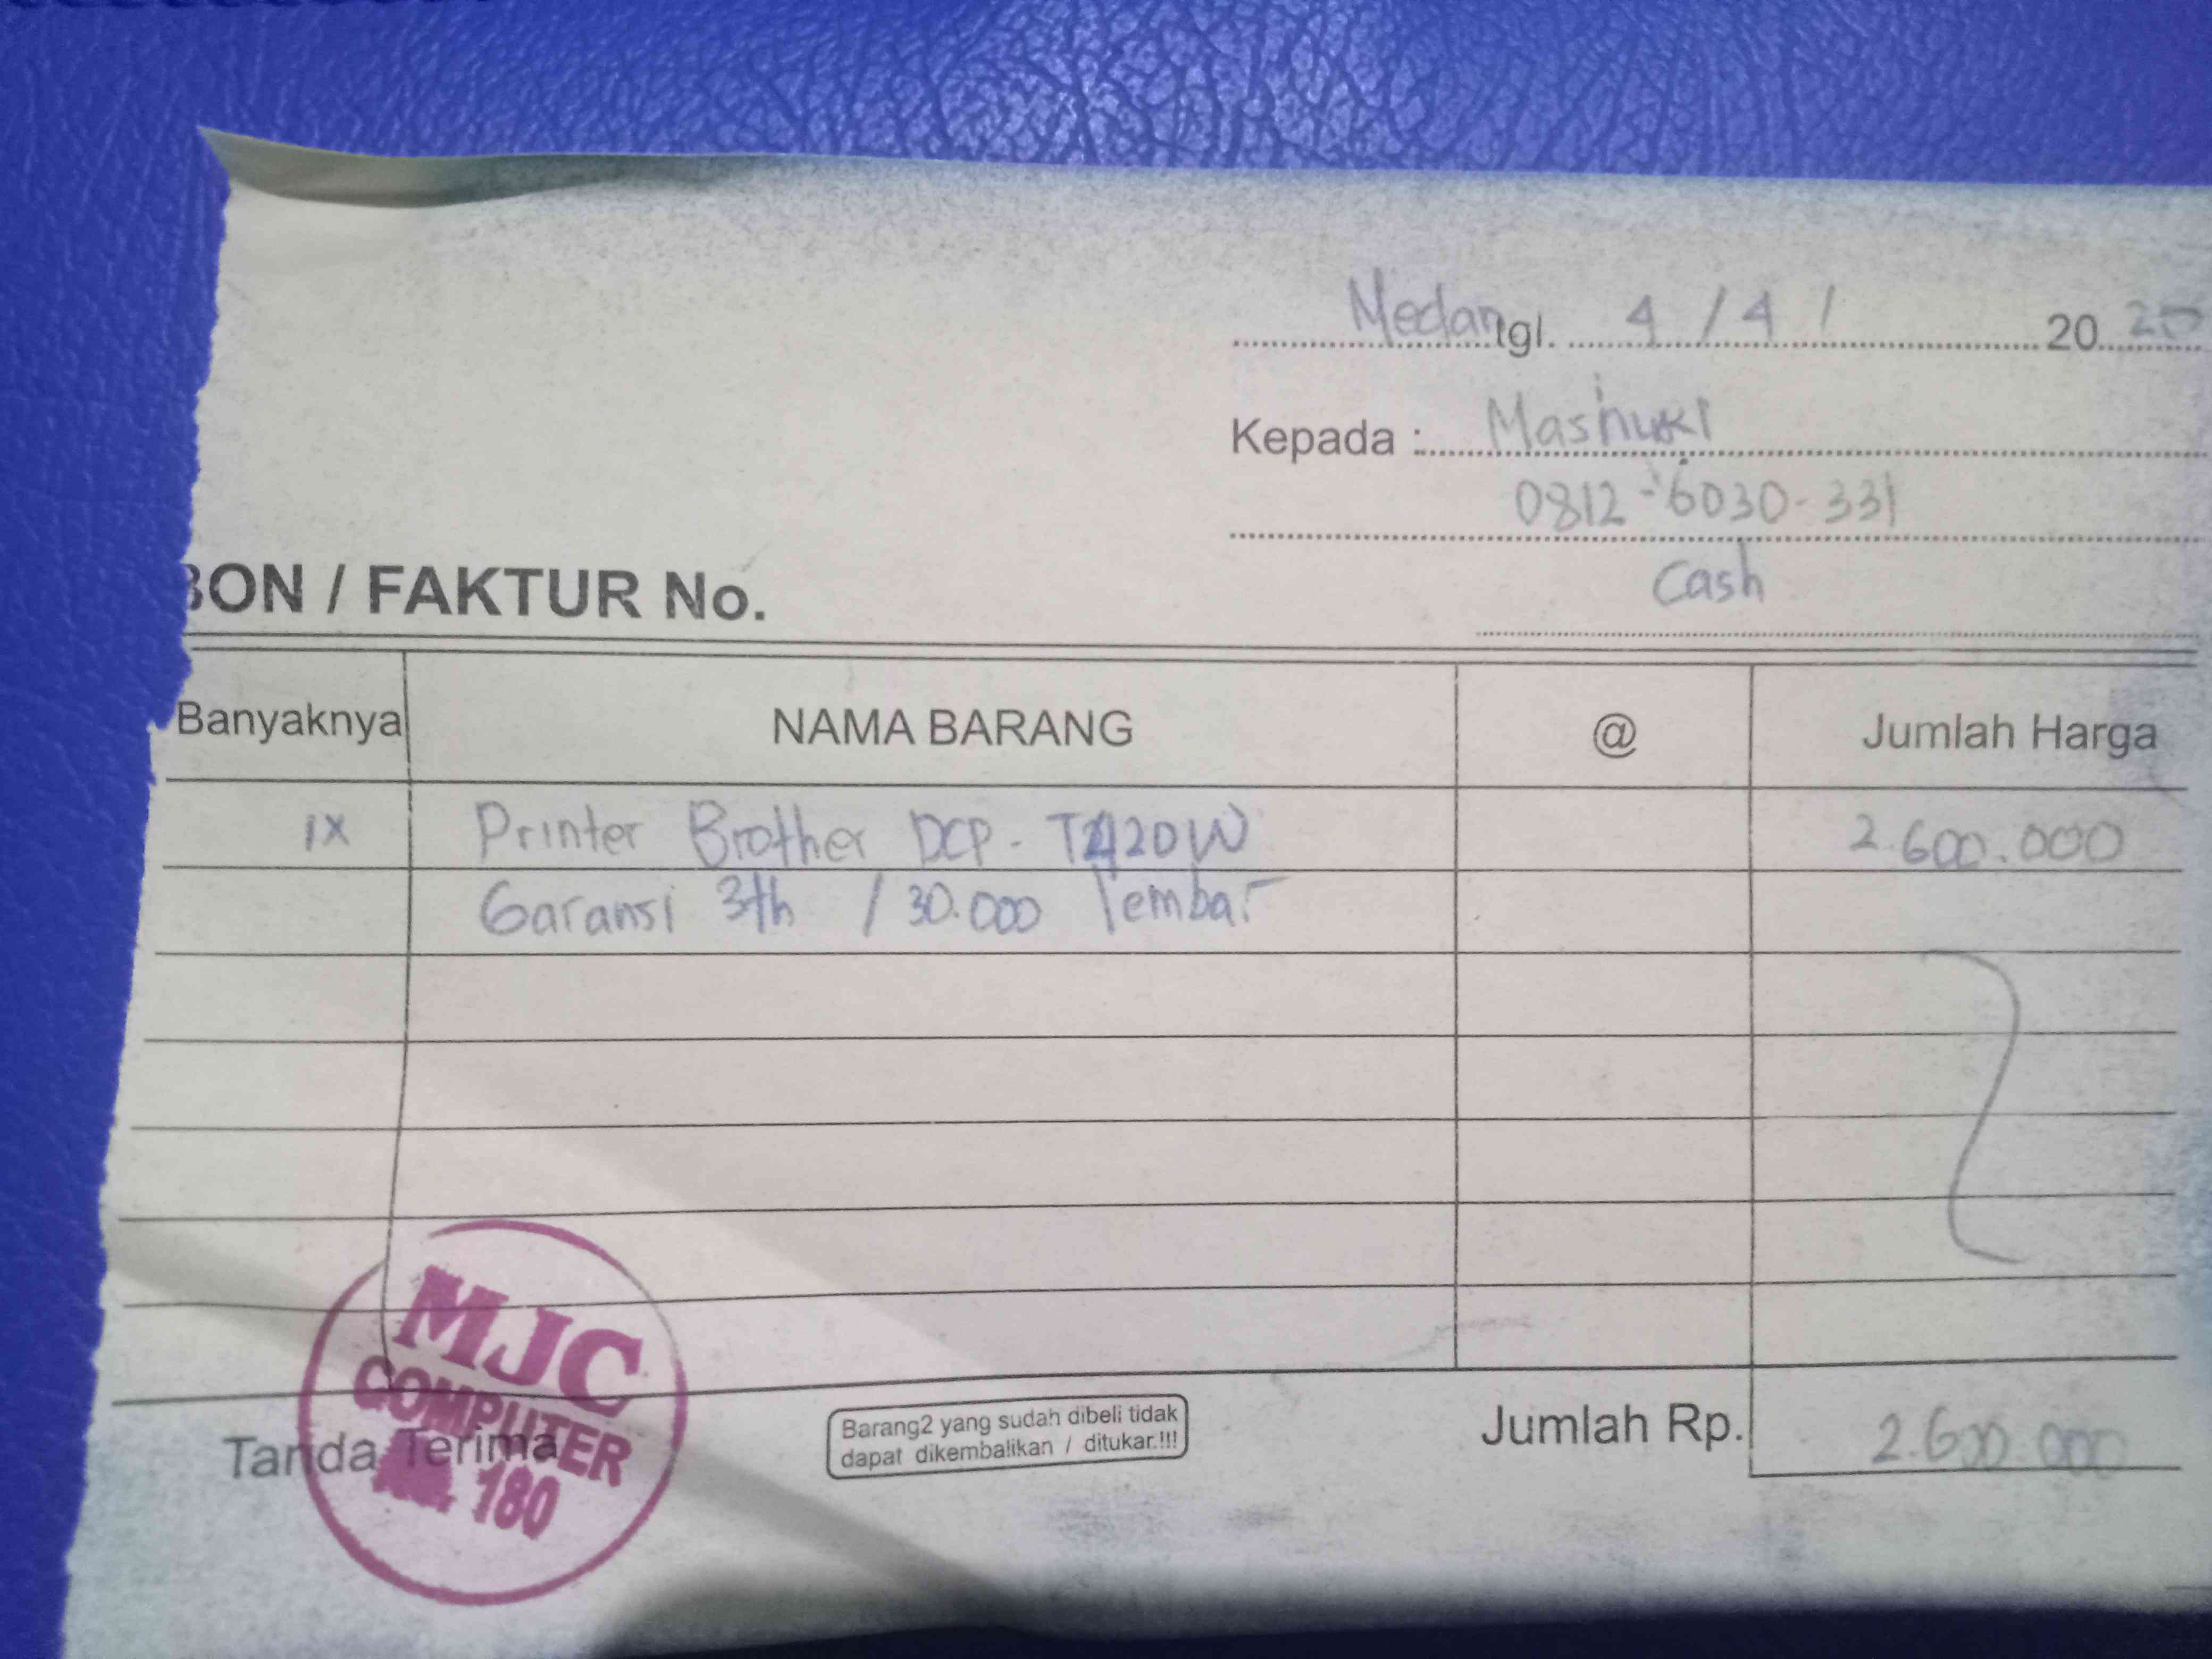 Medan tgl. 4 / 4 / 20
Kepada :
0812-6030-331
Cash
BON / FAKTUR No.
Banyaknya NAMA BARANG @ Jumlah Harga
1X Printer Brother DCP-T420W 2.600.000
Garansi 3th / 30.000 lembar
MJC
COMPUTER
180
Tanda Terima
Barang2 yang sudah dibeli tidak
dapat dikembalikan / ditukar.!!!
Jumlah Rp. 2.600.000